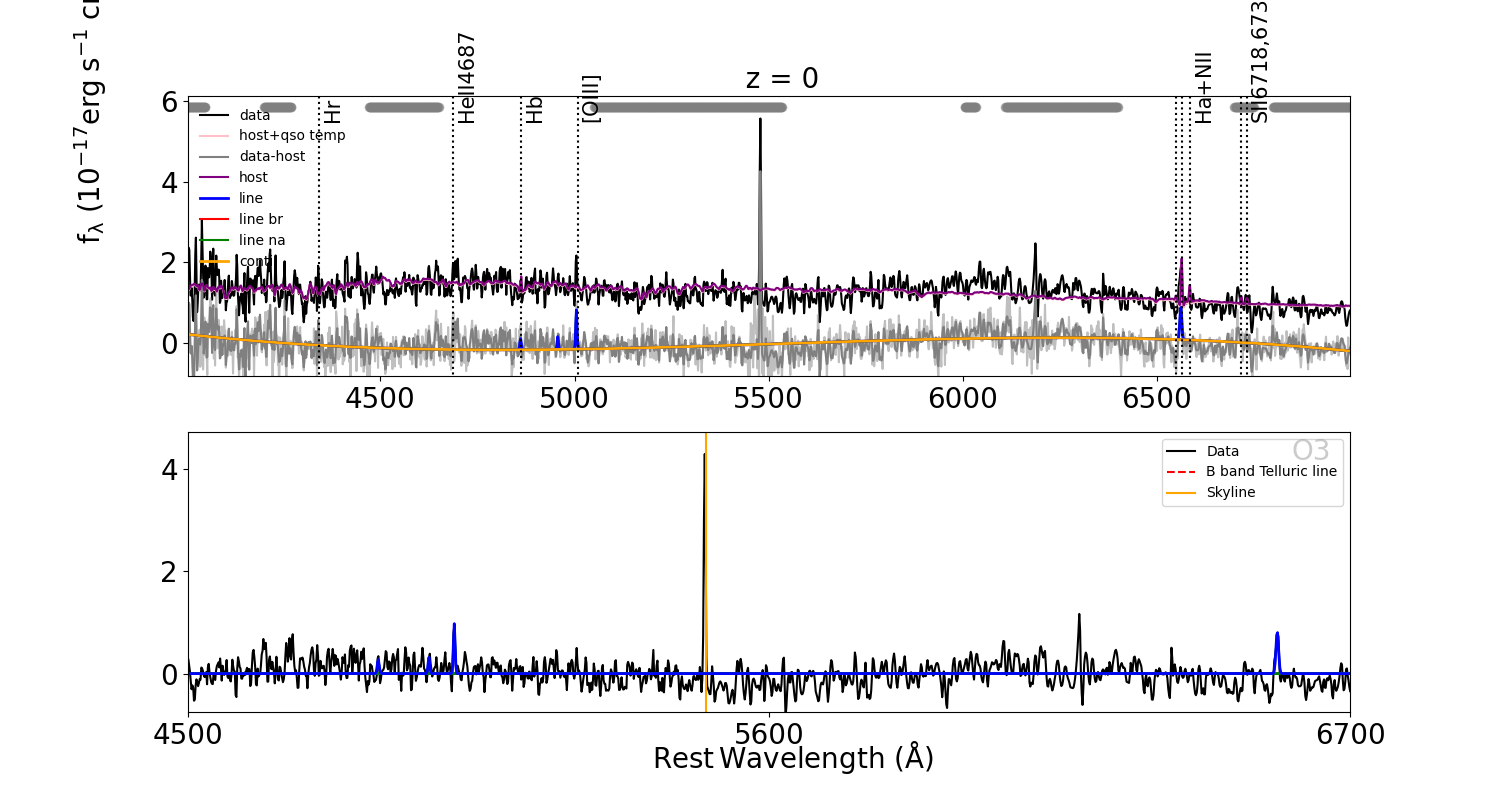 z = 0
f_λ (10^−17 erg s^−1
Hr
HeII4687
Hb
[OIII]
Ha+NII
SII6718,673
6
4
2
0
data
host+qso temp
data-host
host
line
line br
line na
cont
4500
5000
5500
6000
6500
O3
Data
B band Telluric line
Skyline
4
2
0
4500
5600
6700
Rest Wavelength (Å)